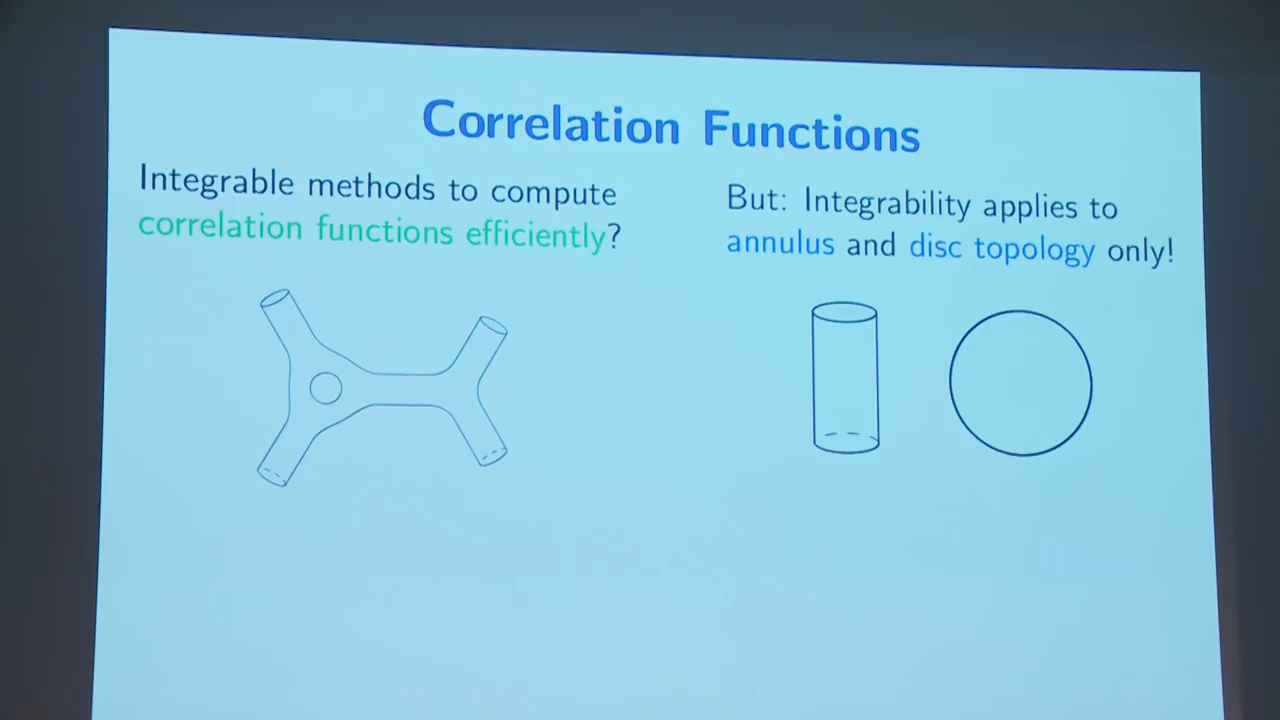 Correlation Functions
Integrable methods to compute
correlation functions efficiently?
But: Integrability applies to
annulus and disc topology only!